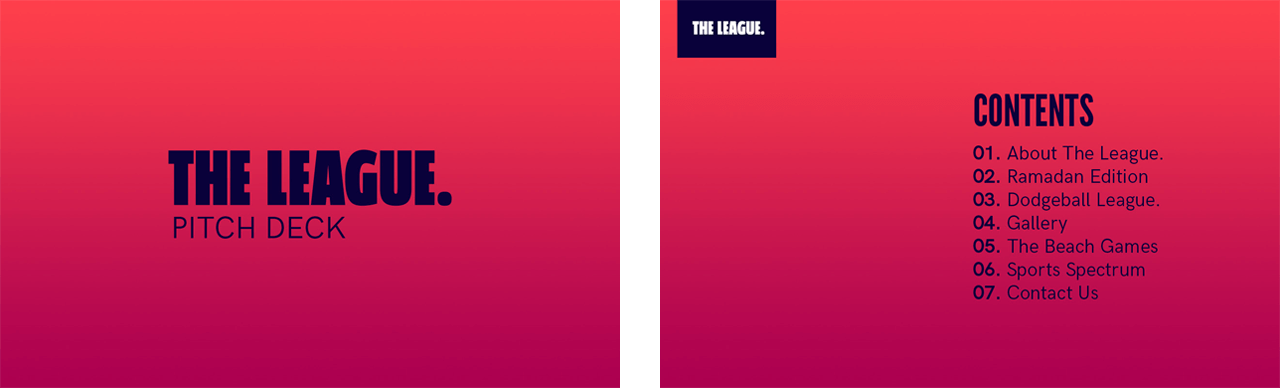 THE LEAGUE.
PITCH DECK
THE LEAGUE.
CONTENTS
01. About The League.
02. Ramadan Edition
03. Dodgeball League.
04. Gallery
05. The Beach Games
06. Sports Spectrum
07. Contact Us